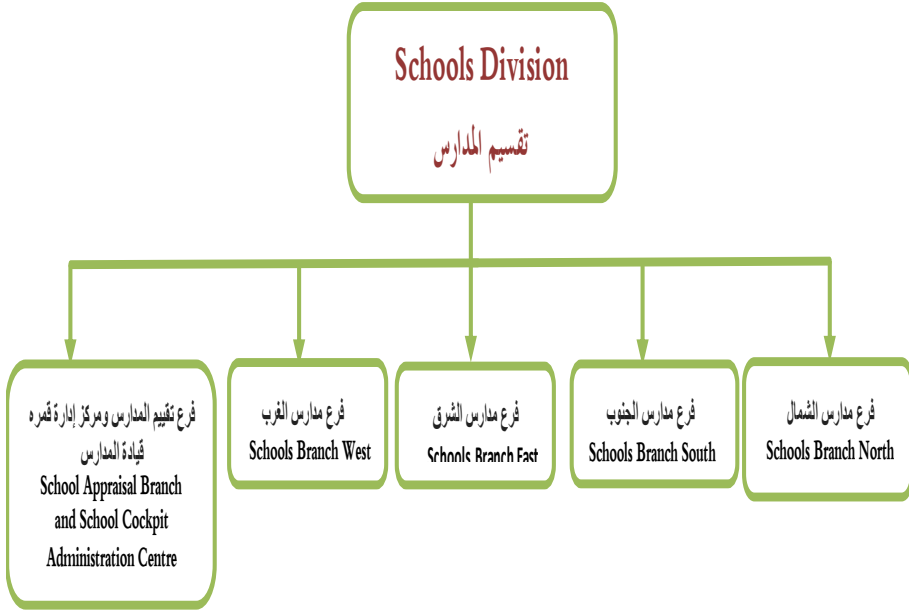 Schools Division
تقسيم المدارس
فرع تقييم المدارس ومركز إدارة قمره
قيادة المدارس
School Appraisal Branch
and School Cockpit
Administration Centre
فرع مدارس الغرب
Schools Branch West
فرع مدارس الشرق
Schools Branch East
فرع مدارس الجنوب
Schools Branch South
فرع مدارس الشمال
Schools Branch North